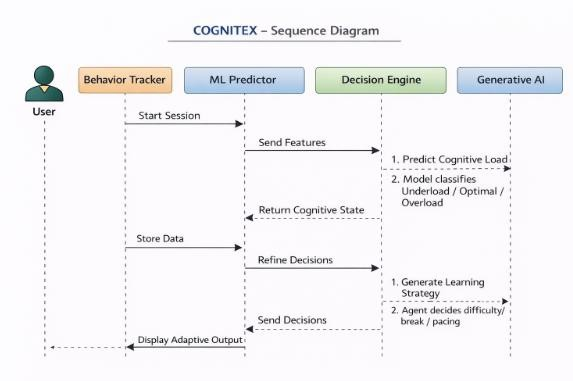 COGNITEX – Sequence Diagram
Behavior Tracker
ML Predictor
Decision Engine
Generative AI
User
Start Session
Send Features
1. Predict Cognitive Load
2. Model classifies
Underload / Optimal /
Overload
Return Cognitive State
Store Data
Refine Decisions
1. Generate Learning
Strategy
2. Agent decides difficulty/
break / pacing
Send Decisions
Display Adaptive Output